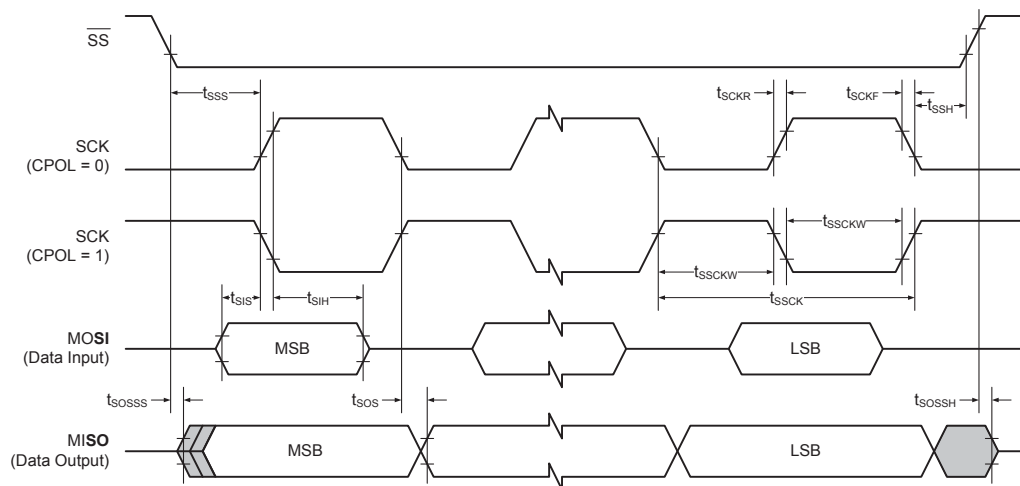 SS
tSSS
tSCKR
tSCKF
tSSH
SCK
(CPOL = 0)
SCK
(CPOL = 1)
tSSCKW
tSSCKW
tSIS
tSIH
tSSCK
MOSI
(Data Input)
MSB
LSB
tSOSSS
tSOS
tSOSSH
MISO
(Data Output)
MSB
LSB